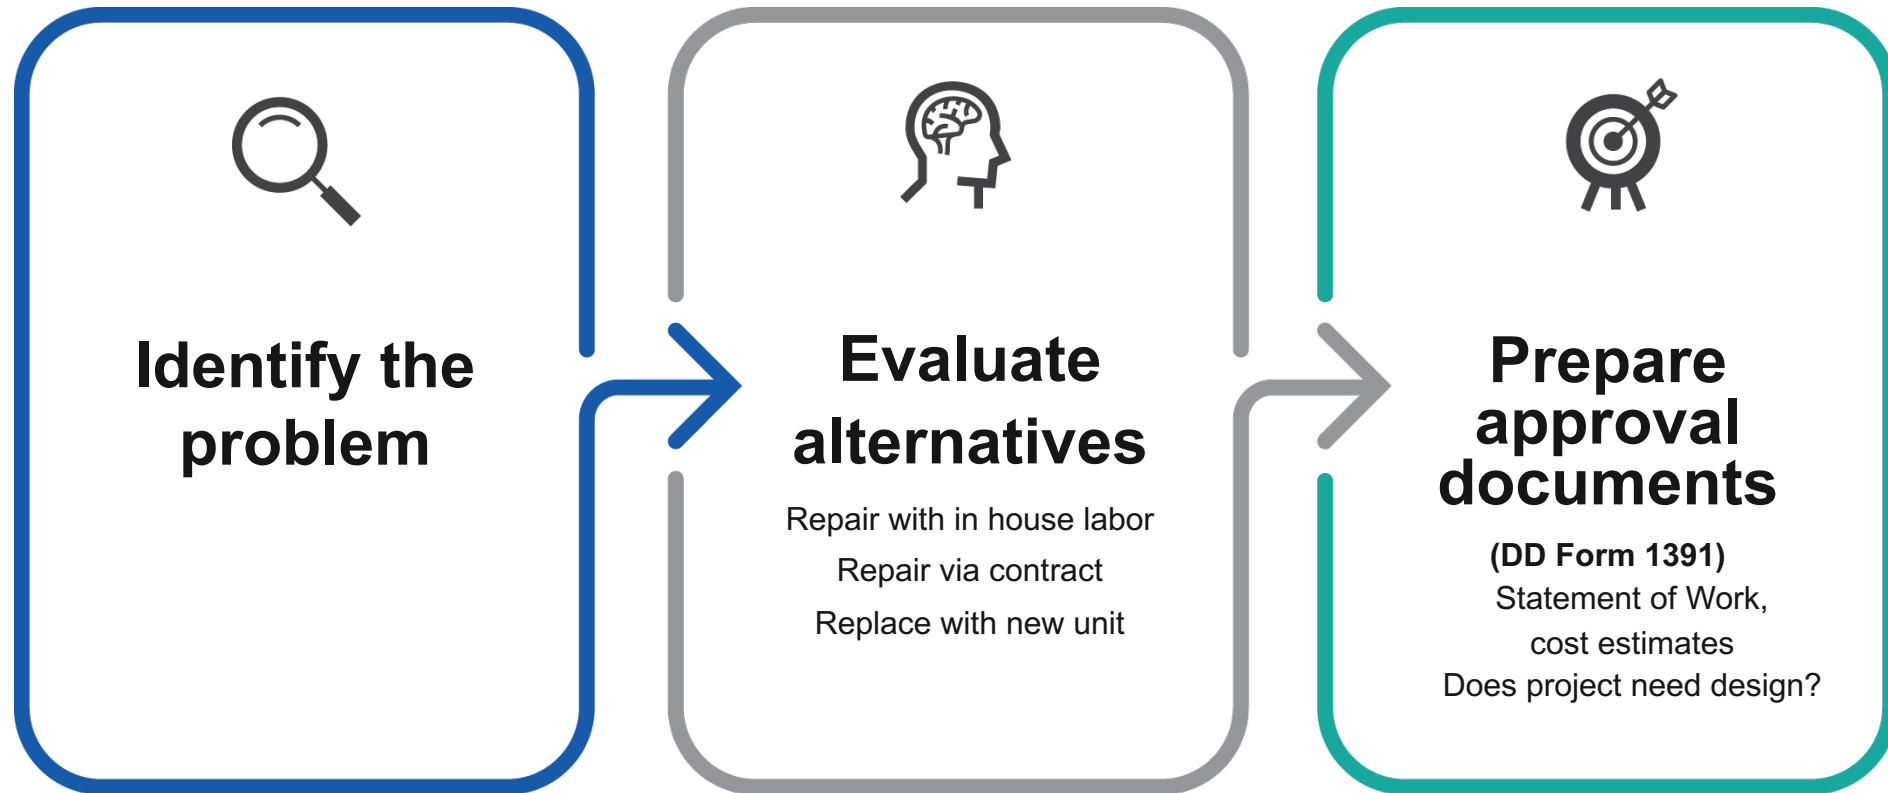 Identify the
problem
Evaluate
alternatives
Repair with in house labor
Repair via contract
Replace with new unit
Prepare
approval
documents
(DD Form 1391)
Statement of Work,
cost estimates
Does project need design?